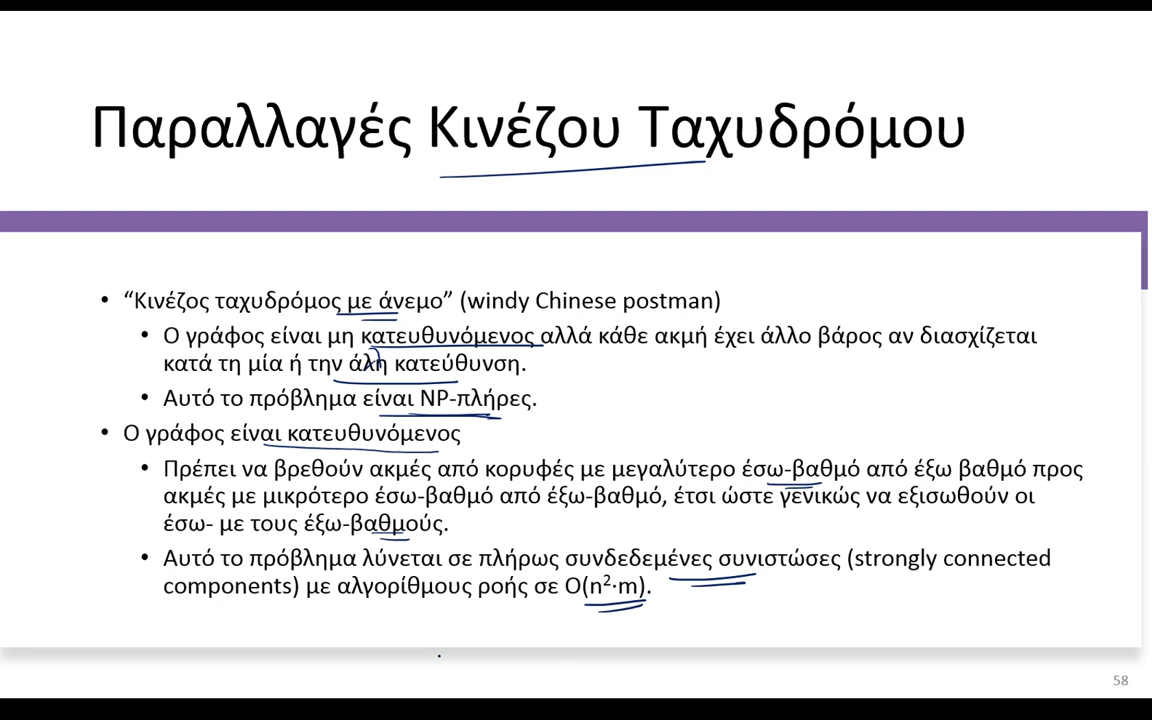 Παραλλαγές Κινέζου Ταχυδρόμου
• “Κινέζος ταχυδρόμος με άνεμο” (windy Chinese postman)
• Ο γράφος είναι μη κατευθυνόμενος αλλά κάθε ακμή έχει άλλο βάρος αν διασχίζεται
κατά τη μία ή την άλλη κατεύθυνση.
• Αυτό το πρόβλημα είναι NP-πλήρες.
• Ο γράφος είναι κατευθυνόμενος
• Πρέπει να βρεθούν ακμές από κορυφές με μεγαλύτερο έσω-βαθμό από έξω βαθμό προς
ακμές με μικρότερο έσω-βαθμό από έξω-βαθμό, έτσι ώστε γενικώς να εξισωθούν οι
έσω- με τους έξω-βαθμούς.
• Αυτό το πρόβλημα λύνεται σε πλήρως συνδεδεμένες συνιστώσες (strongly connected
components) με αλγορίθμους ροής σε O(n²·m).
58